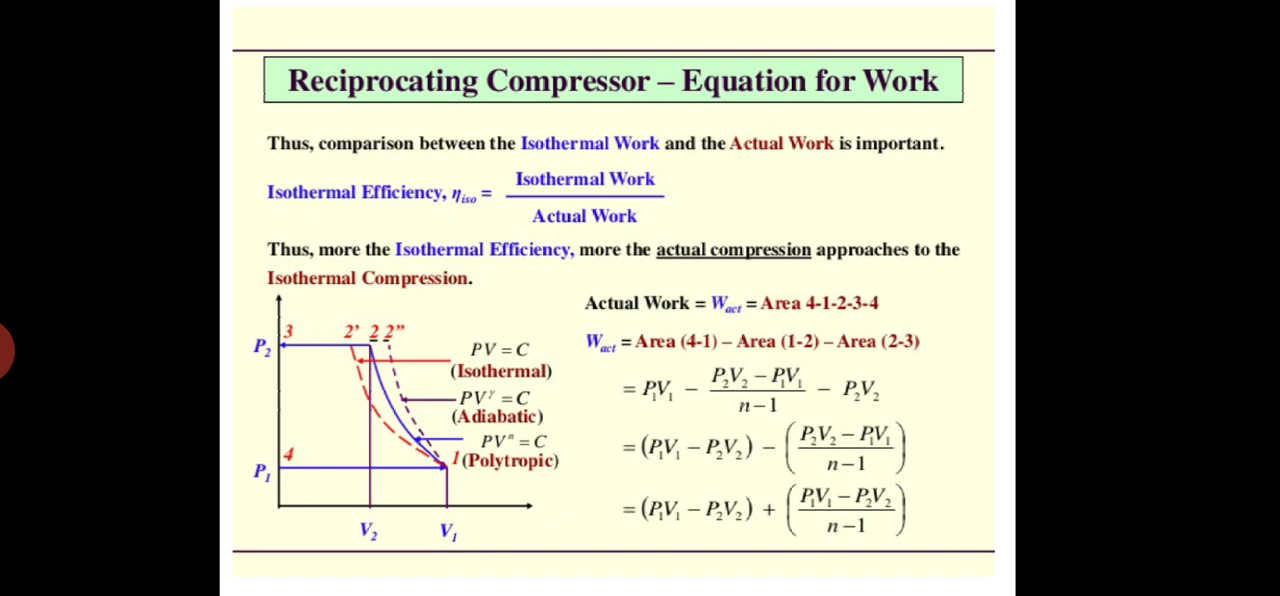 Reciprocating Compressor – Equation for Work
Thus, comparison between the Isothermal Work and the Actual Work is important.
Isothermal Efficiency, η_iso = Isothermal Work / Actual Work
Thus, more the Isothermal Efficiency, more the actual compression approaches to the
Isothermal Compression.
Actual Work = W_act = Area 4-1-2-3-4
W_act = Area (4-1) – Area (1-2) – Area (2-3)
= P₁V₁ − (P₂V₂ − P₁V₁)/(n−1) − P₂V₂
= (P₁V₁ − P₂V₂) − ((P₂V₂ − P₁V₁)/(n−1))
= (P₁V₁ − P₂V₂) + ((P₁V₁ − P₂V₂)/(n−1))
3 2’ 2 2”
P₂
PV = C
(Isothermal)
PV^γ = C
(Adiabatic)
PVⁿ = C
4
1 (Polytropic)
P₁
V₂ V₁